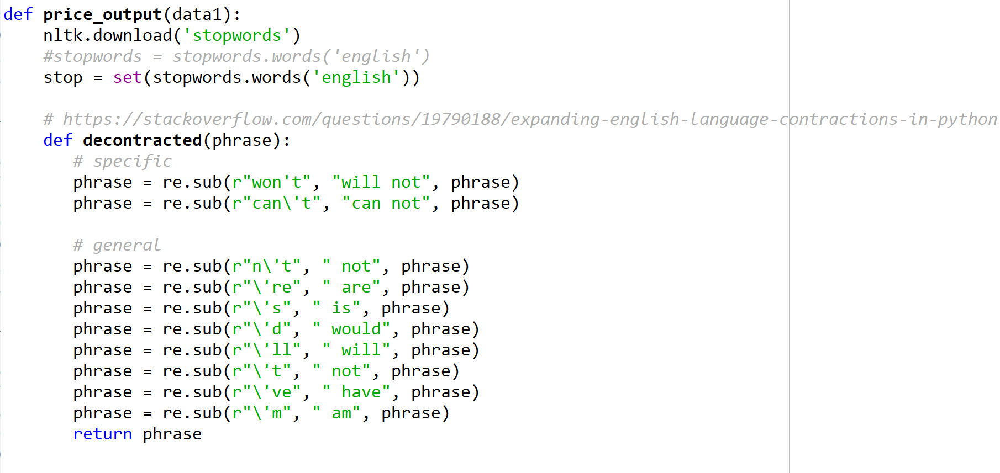 def price_output(data1):
    nltk.download('stopwords')
    #stopwords = stopwords.words('english')
    stop = set(stopwords.words('english'))

    # https://stackoverflow.com/questions/19790188/expanding-english-language-contractions-in-python
    def decontracted(phrase):
       # specific
       phrase = re.sub(r"won't", "will not", phrase)
       phrase = re.sub(r"can\'t", "can not", phrase)

       # general
       phrase = re.sub(r"n\'t", " not", phrase)
       phrase = re.sub(r"\'re", " are", phrase)
       phrase = re.sub(r"\'s", " is", phrase)
       phrase = re.sub(r"\'d", " would", phrase)
       phrase = re.sub(r"\'ll", " will", phrase)
       phrase = re.sub(r"\'t", " not", phrase)
       phrase = re.sub(r"\'ve", " have", phrase)
       phrase = re.sub(r"\'m", " am", phrase)
       return phrase